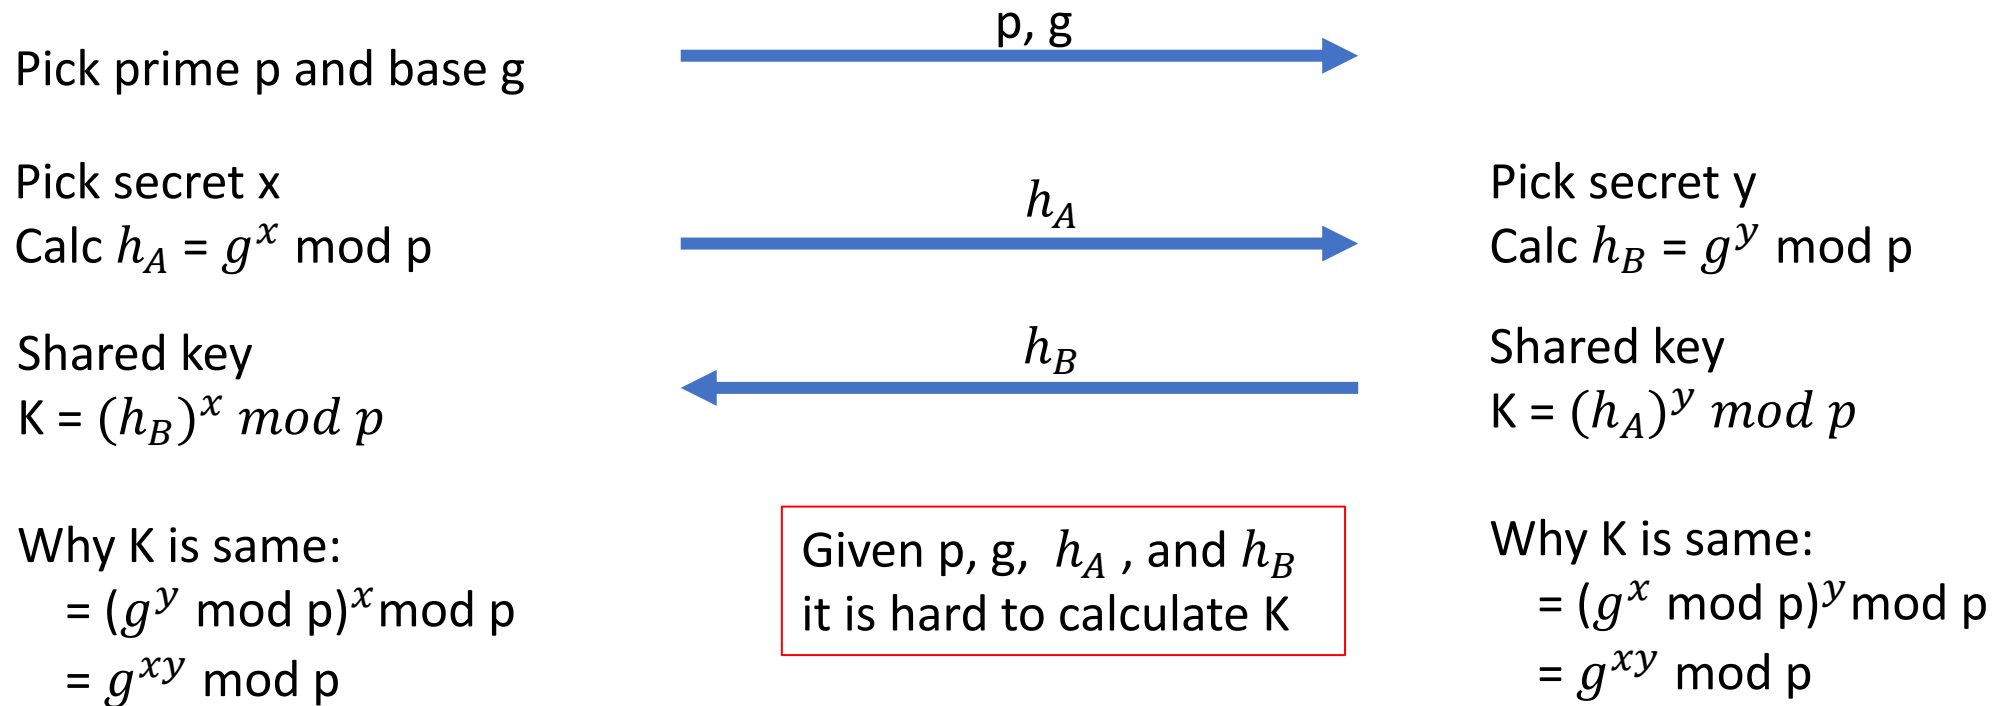 p, g
Pick prime p and base g
Pick secret x
Calc h_A = g^x mod p
h_A
Pick secret y
Calc h_B = g^y mod p
Shared key
K = (h_B)^x mod p
h_B
Shared key
K = (h_A)^y mod p
Why K is same:
= (g^y mod p)^x mod p
= g^{xy} mod p
Given p, g, h_A , and h_B
it is hard to calculate K
Why K is same:
= (g^x mod p)^y mod p
= g^{xy} mod p